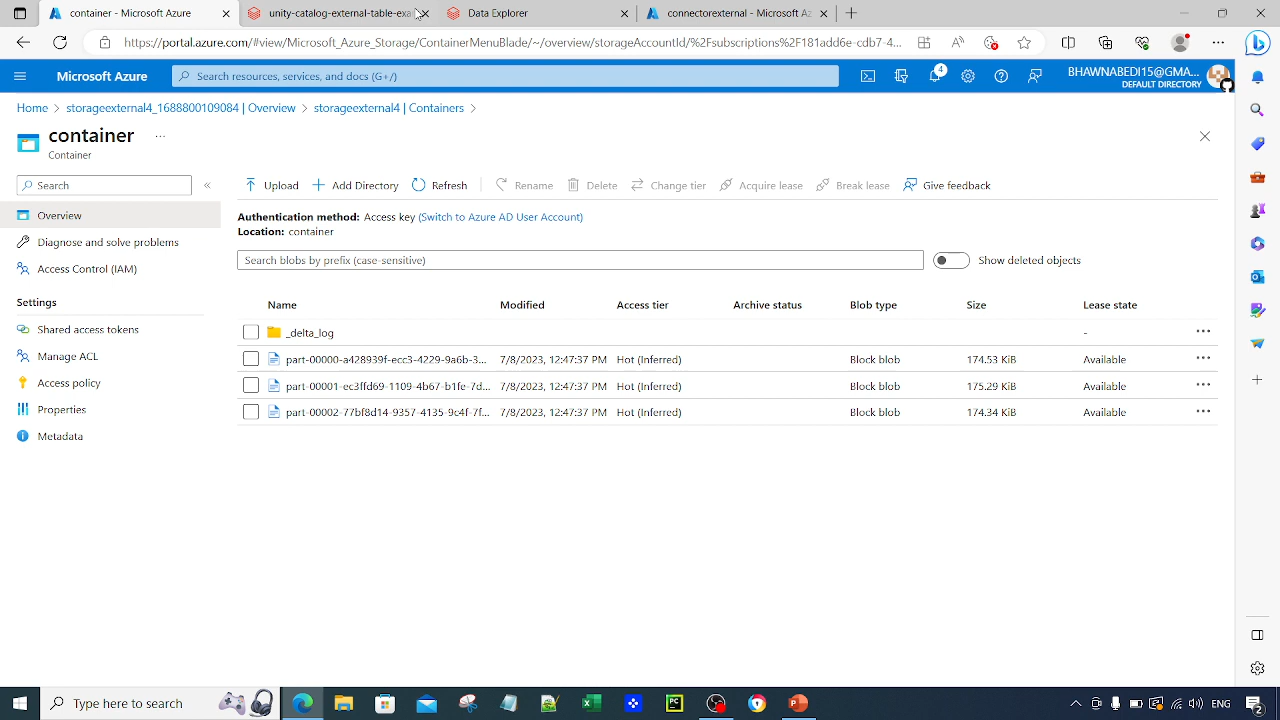 container - Microsoft Azure
unity-catalog-external-table-exa
Data Explorer
connectorexternal - Microsoft Az
https://portal.azure.com/#view/Microsoft_Azure_Storage/ContainerMenuBlade/~/overview/storageAccountId/%2Fsubscriptions%2F181add6e-cdb7-4...
Microsoft Azure
Search resources, services, and docs (G+/)
4
BHAWNABEDI15@GMA...
DEFAULT DIRECTORY
Home > storageexternal4_1688800109084 | Overview > storageexternal4 | Containers >
container ...
Container
Search
«
Upload
Add Directory
Refresh
Rename
Delete
Change tier
Acquire lease
Break lease
Give feedback
Overview
Diagnose and solve problems
Access Control (IAM)
Settings
Shared access tokens
Manage ACL
Access policy
Properties
Metadata
Authentication method: Access key (Switch to Azure AD User Account)
Location: container
Search blobs by prefix (case-sensitive)
Show deleted objects
Name Modified Access tier Archive status Blob type Size Lease state
_delta_log - ...
part-00000-a428939f-ecc3-4229-9a6b-3... 7/8/2023, 12:47:37 PM Hot (Inferred) Block blob 174.53 KiB Available ...
part-00001-ec3ffd69-1109-4b67-b1fe-7d... 7/8/2023, 12:47:37 PM Hot (Inferred) Block blob 175.29 KiB Available ...
part-00002-77bf8d14-9357-4135-9c4f-7f... 7/8/2023, 12:47:37 PM Hot (Inferred) Block blob 174.34 KiB Available ...
Type here to search
PC
ENG
2